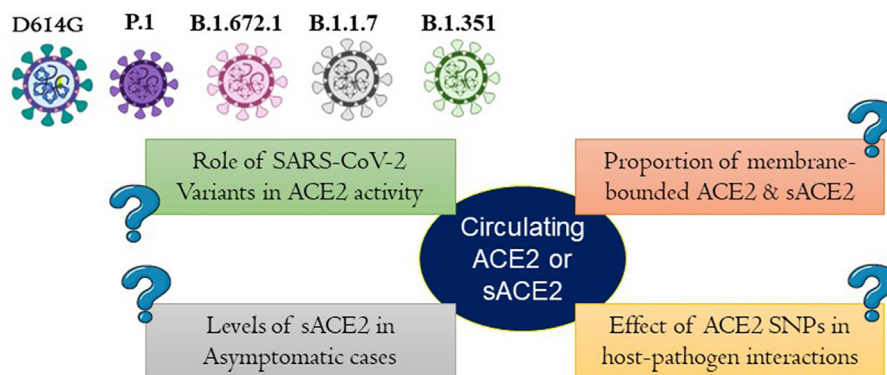 D614G P.1 B.1.672.1 B.1.1.7 B.1.351
Role of SARS-CoV-2
Variants in ACE2 activity
Proportion of membrane-
bounded ACE2 & sACE2
Circulating
ACE2 or
sACE2
Levels of sACE2 in
Asymptomatic cases
Effect of ACE2 SNPs in
host-pathogen interactions
? ? ? ?